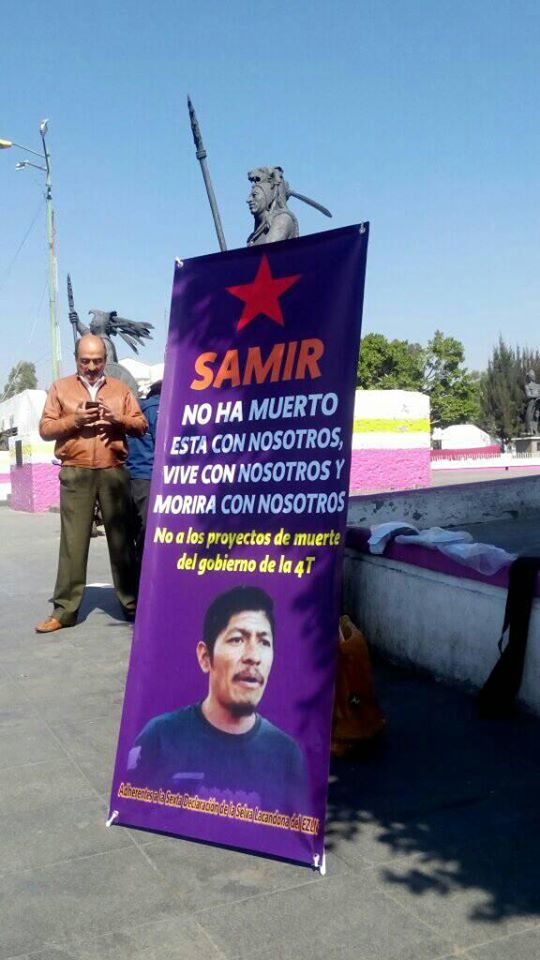 SAMIR
NO HA MUERTO
ESTA CON NOSOTROS,
VIVE CON NOSOTROS Y
MORIRA CON NOSOTROS
No a los proyectos de muerte
del gobierno de la 4T
Adherentes a la Sexta Declaración de la Selva Lacandona del EZLN